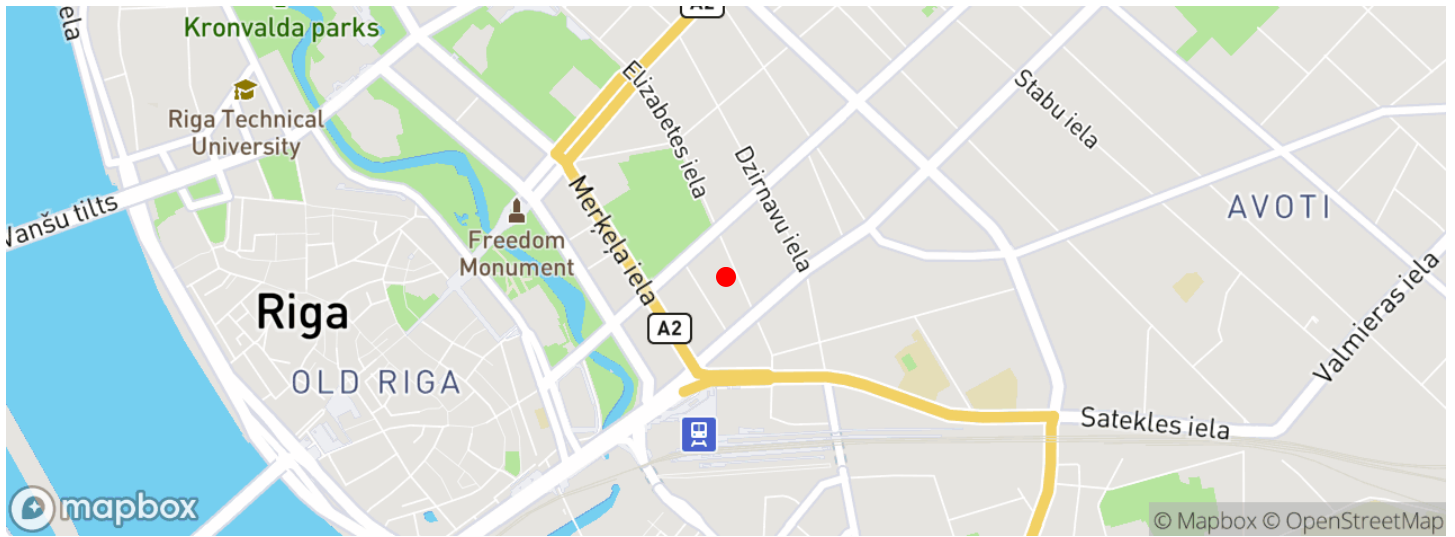 iela
A2
Kronvalda parks
Elizabetes iela
Stabu iela
Riga Technical
University
Dzirnavu iela
AVOTI
Vanšu tilts
Merķeļa iela
Freedom
Monument
Riga
A2
Valmieras iela
OLD RIGA
Satekles iela
mapbox
© Mapbox © OpenStreetMap